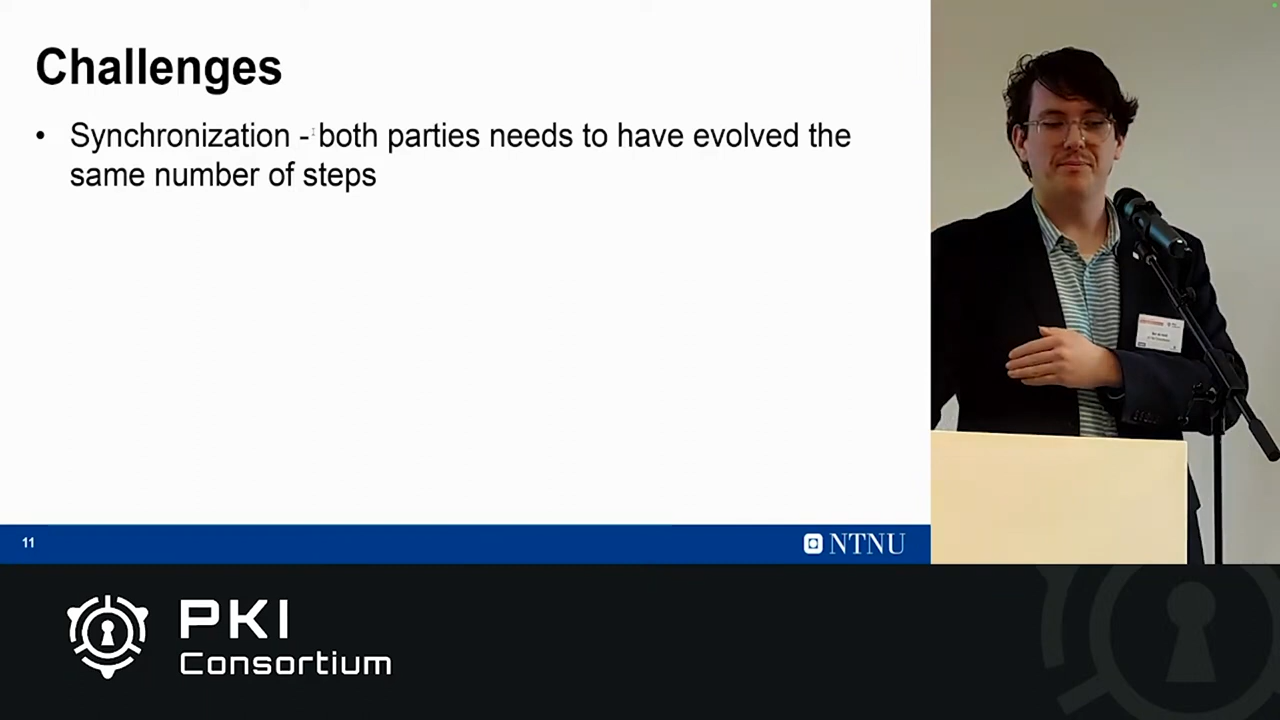 Challenges
• Synchronization - both parties needs to have evolved the
same number of steps
11
NTNU
PKI
Consortium